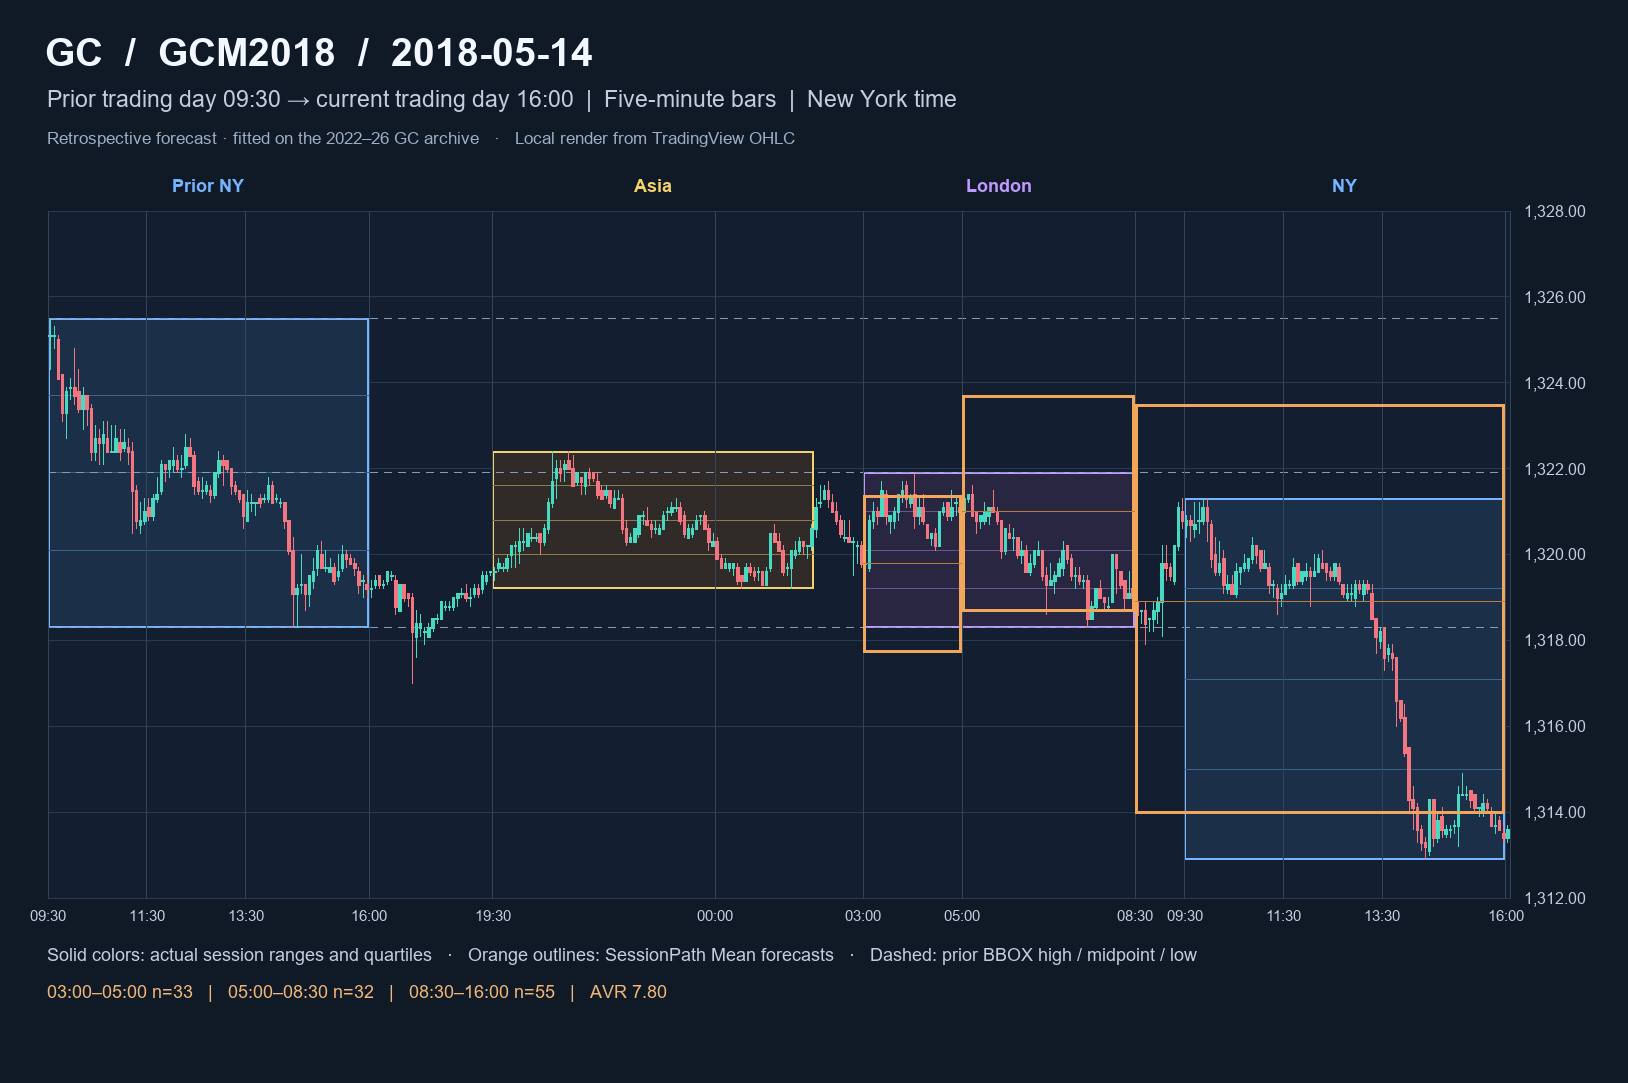 GC / GCM2018 / 2018-05-14
Prior trading day 09:30 → current trading day 16:00 | Five-minute bars | New York time
Retrospective forecast · fitted on the 2022–26 GC archive · Local render from TradingView OHLC
Prior NY Asia London NY
1,328.00
1,326.00
1,324.00
1,322.00
1,320.00
1,318.00
1,316.00
1,314.00
1,312.00
09:30 11:30 13:30 16:00 19:30 00:00 03:00 05:00 08:30 09:30 11:30 13:30 16:00
Solid colors: actual session ranges and quartiles · Orange outlines: SessionPath Mean forecasts · Dashed: prior BBOX high / midpoint / low
03:00–05:00 n=33 | 05:00–08:30 n=32 | 08:30–16:00 n=55 | AVR 7.80